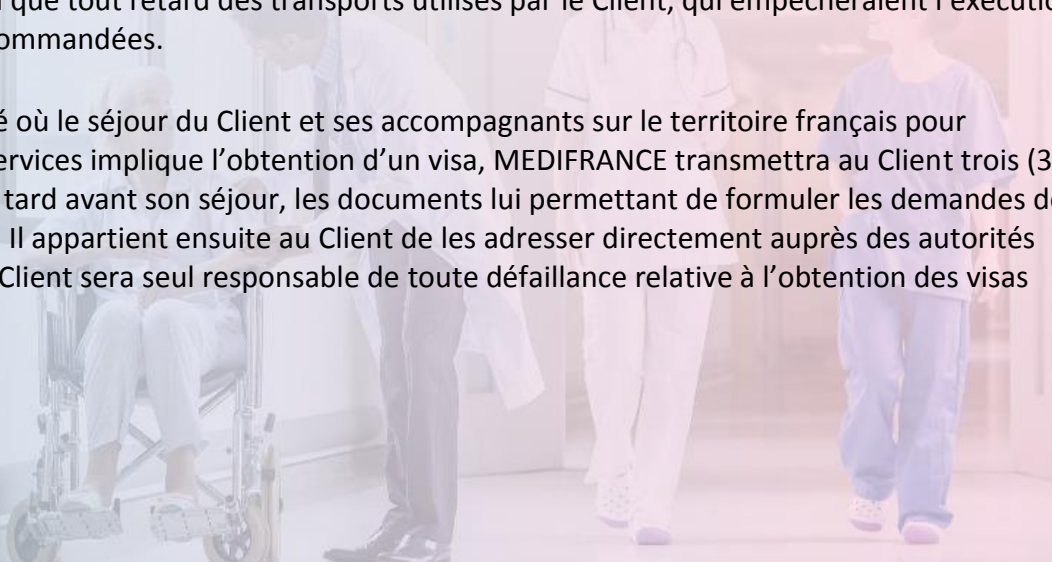 que tout retard des transports utilisés par le Client, qui empêcheraient l'exécutio
ommandées.
é où le séjour du Client et ses accompagnants sur le territoire français pour
ervices implique l'obtention d'un visa, MEDIFRANCE transmettra au Client trois (3
tard avant son séjour, les documents lui permettant de formuler les demandes de
Il appartient ensuite au Client de les adresser directement auprès des autorités
Client sera seul responsable de toute défaillance relative à l'obtention des visas